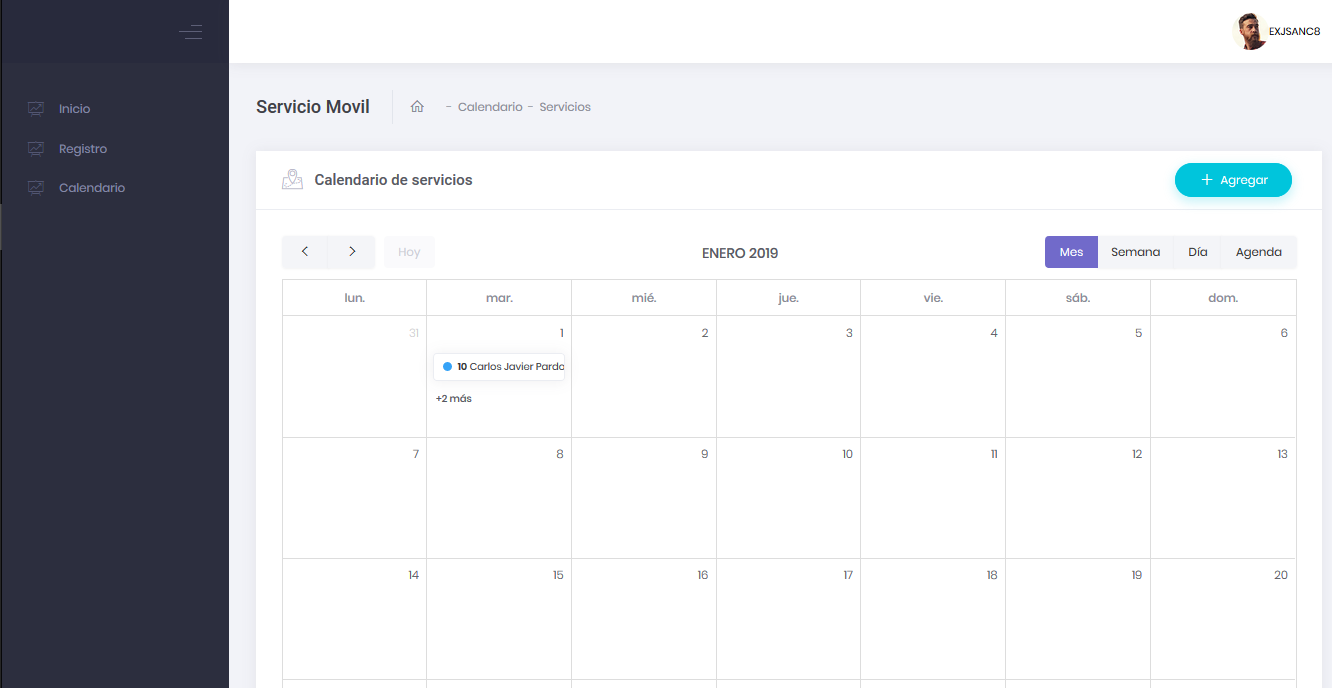 EXJSANC8
Inicio
Registro
Calendario
Servicio Movil - Calendario - Servicios
Calendario de servicios
+ Agregar
Hoy
ENERO 2019
Mes Semana Día Agenda
lun. mar. mié. jue. vie. sáb. dom.
31 1 2 3 4 5 6
10 Carlos Javier Pardo
+2 más
7 8 9 10 11 12 13
14 15 16 17 18 19 20